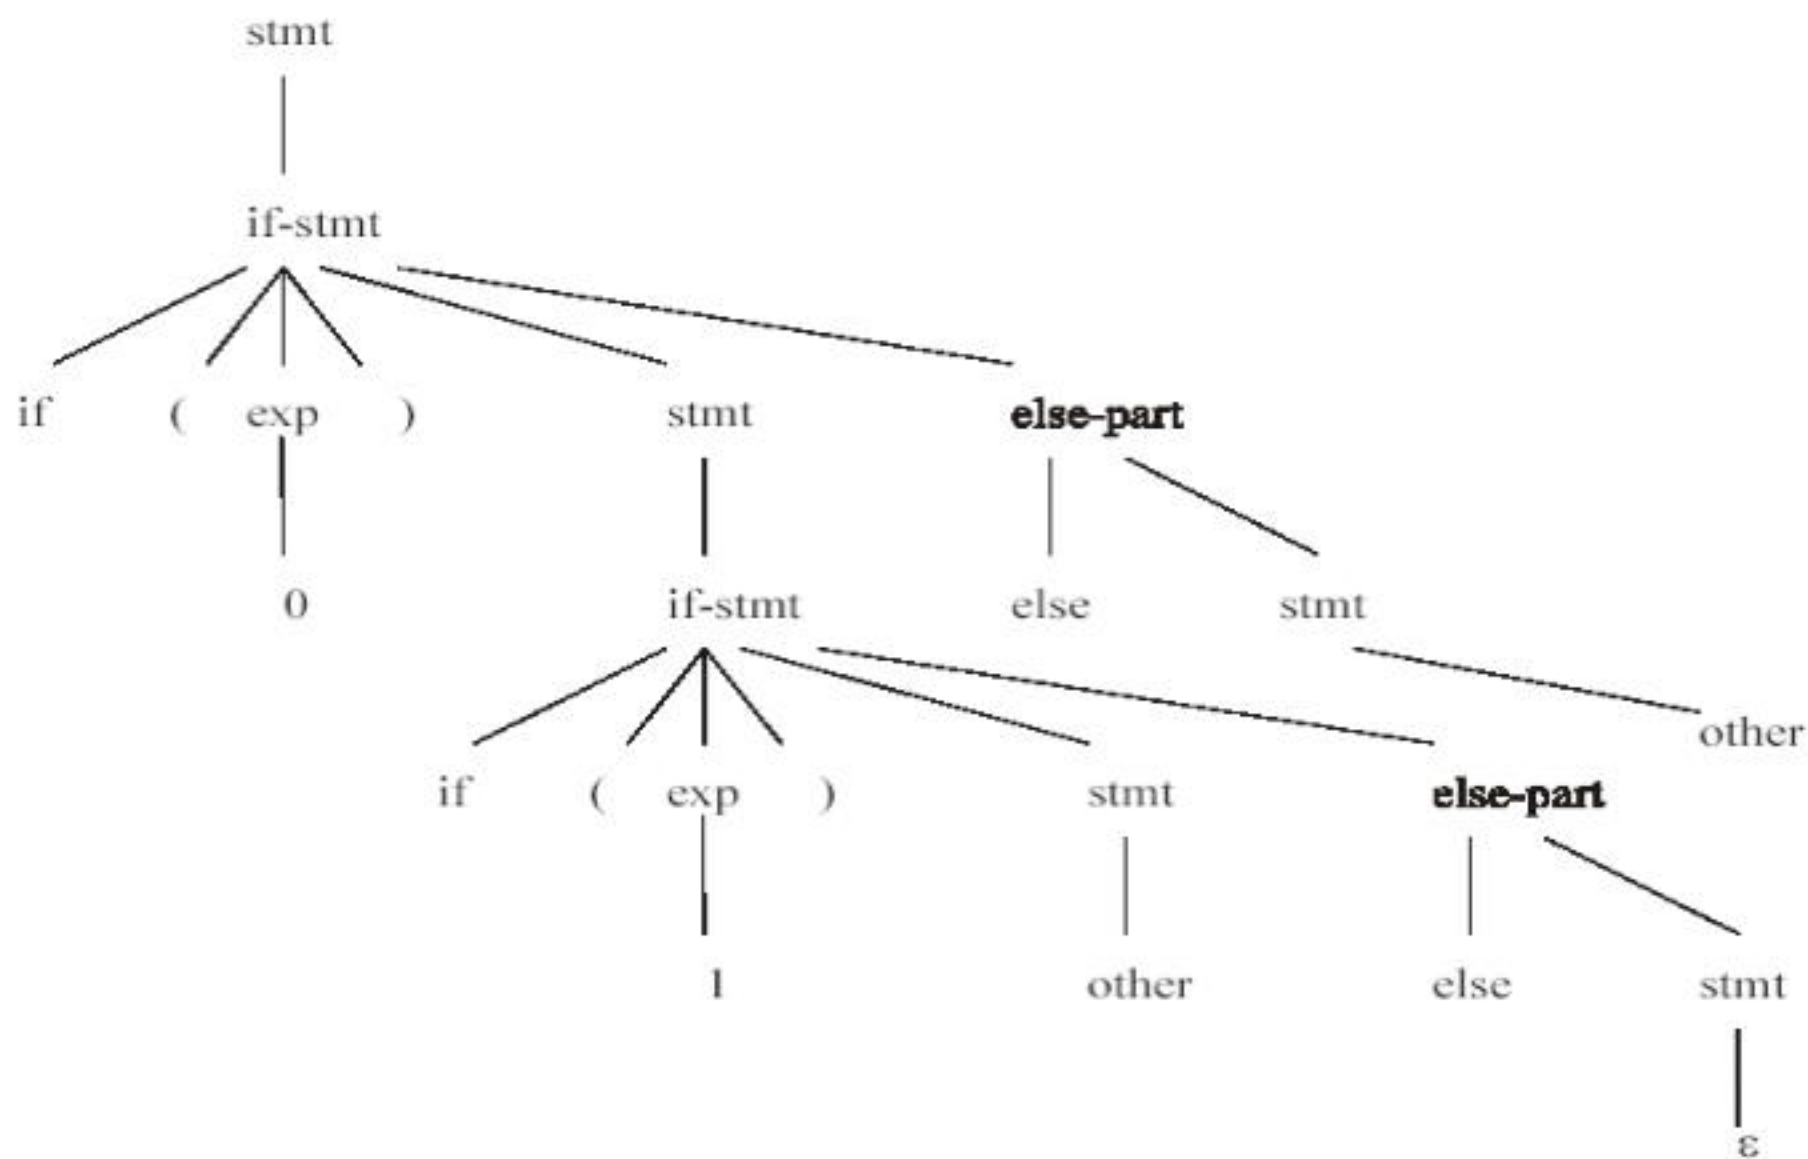 stmt
if-stmt
if ( exp ) stmt else-part
0 if-stmt else stmt
other
if ( exp ) stmt else-part
1 other else stmt
ε